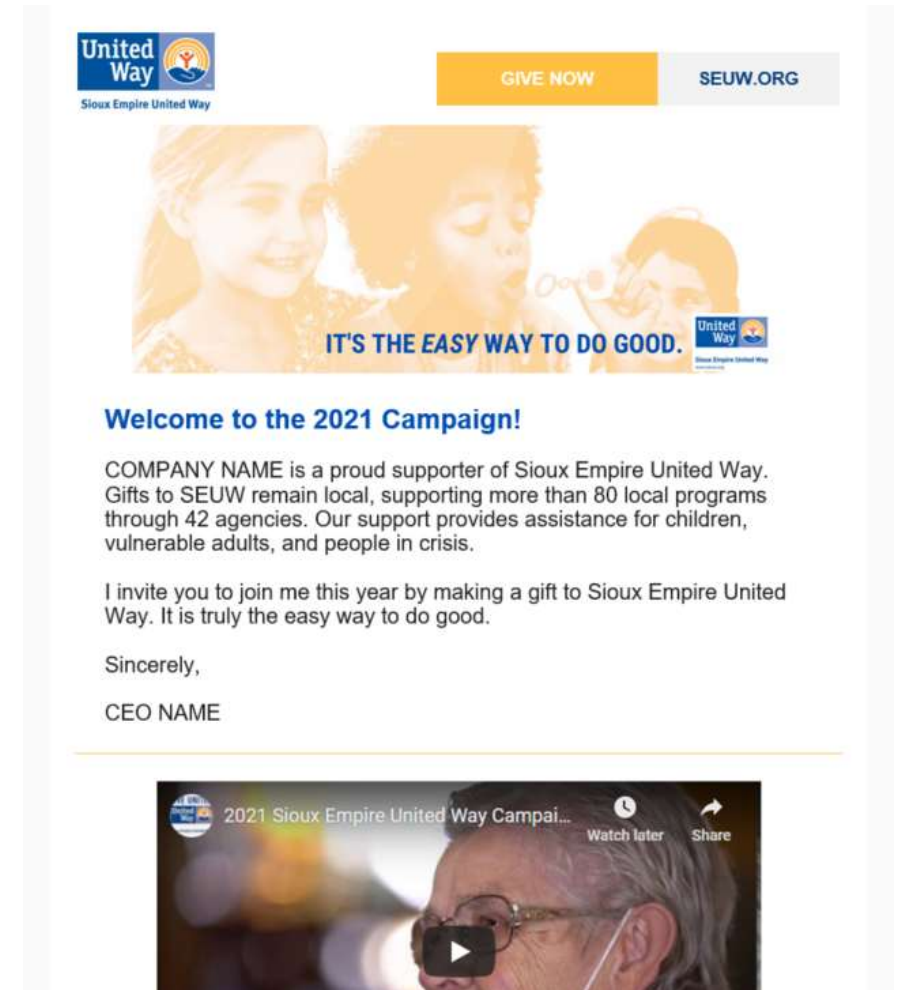 United
Way
Sioux Empire United Way
GIVE NOW
SEUW.ORG
IT'S THE EASY WAY TO DO GOOD.
United
Way
Sioux Empire United Way
Welcome to the 2021 Campaign!
COMPANY NAME is a proud supporter of Sioux Empire United Way.
Gifts to SEUW remain local, supporting more than 80 local programs
through 42 agencies. Our support provides assistance for children,
vulnerable adults, and people in crisis.
I invite you to join me this year by making a gift to Sioux Empire United
Way. It is truly the easy way to do good.
Sincerely,
CEO NAME
2021 Sioux Empire United Way Campai...
Watch later
Share